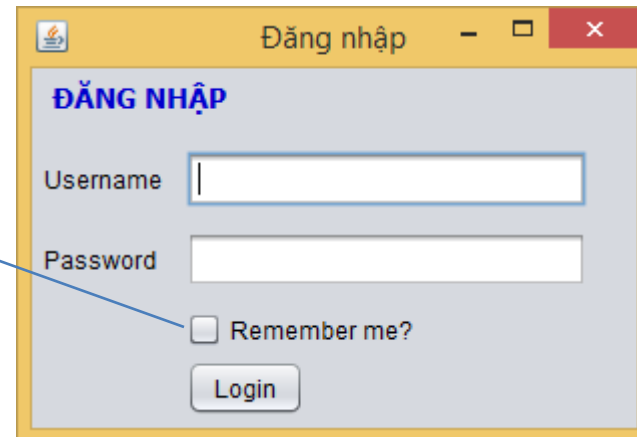 Đăng nhập
ĐĂNG NHẬP
Username
Password
Remember me?
Login